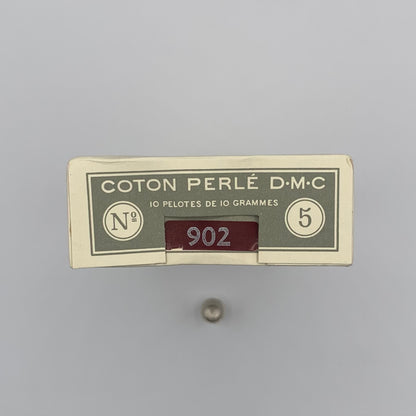 COTON PERLÉ D·M·C
10 PELOTES DE 10 GRAMMES
Nº
5
902